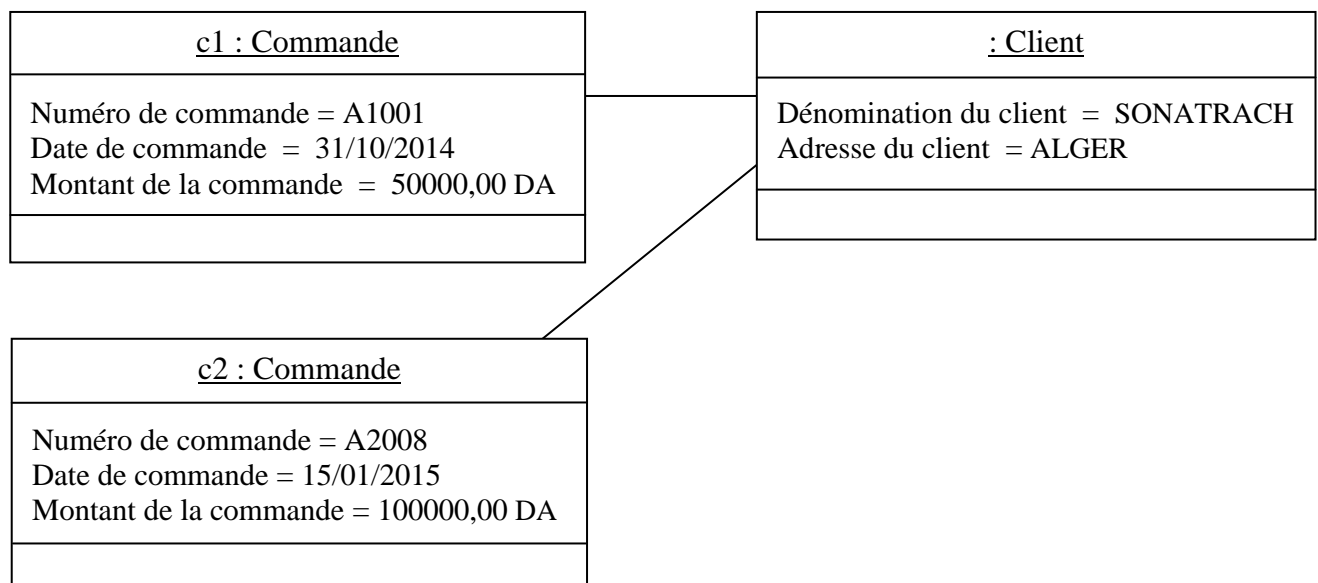 c1 : Commande
Numéro de commande = A1001
Date de commande = 31/10/2014
Montant de la commande = 50000,00 DA
: Client
Dénomination du client = SONATRACH
Adresse du client = ALGER
c2 : Commande
Numéro de commande = A2008
Date de commande = 15/01/2015
Montant de la commande = 100000,00 DA